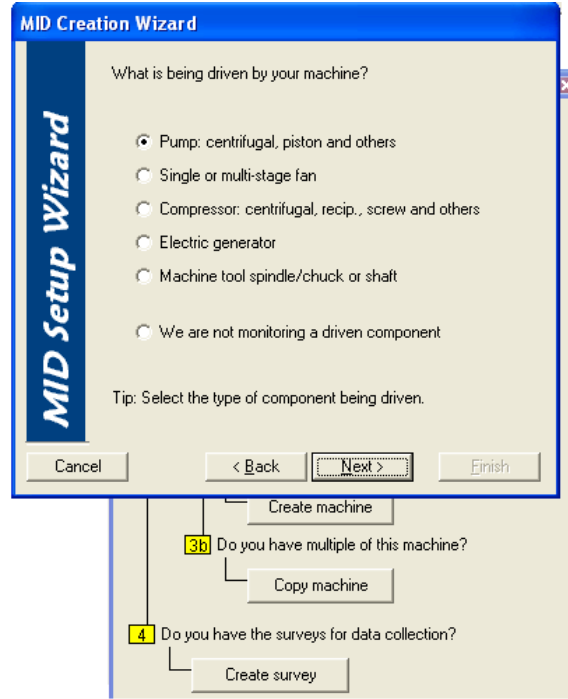 MID Creation Wizard
MID Setup Wizard
What is being driven by your machine?
Pump: centrifugal, piston and others
Single or multi-stage fan
Compressor: centrifugal, recip., screw and others
Electric generator
Machine tool spindle/chuck or shaft
We are not monitoring a driven component
Tip: Select the type of component being driven.
Cancel
< Back
Next >
Finish
Create machine
3b Do you have multiple of this machine?
Copy machine
4 Do you have the surveys for data collection?
Create survey